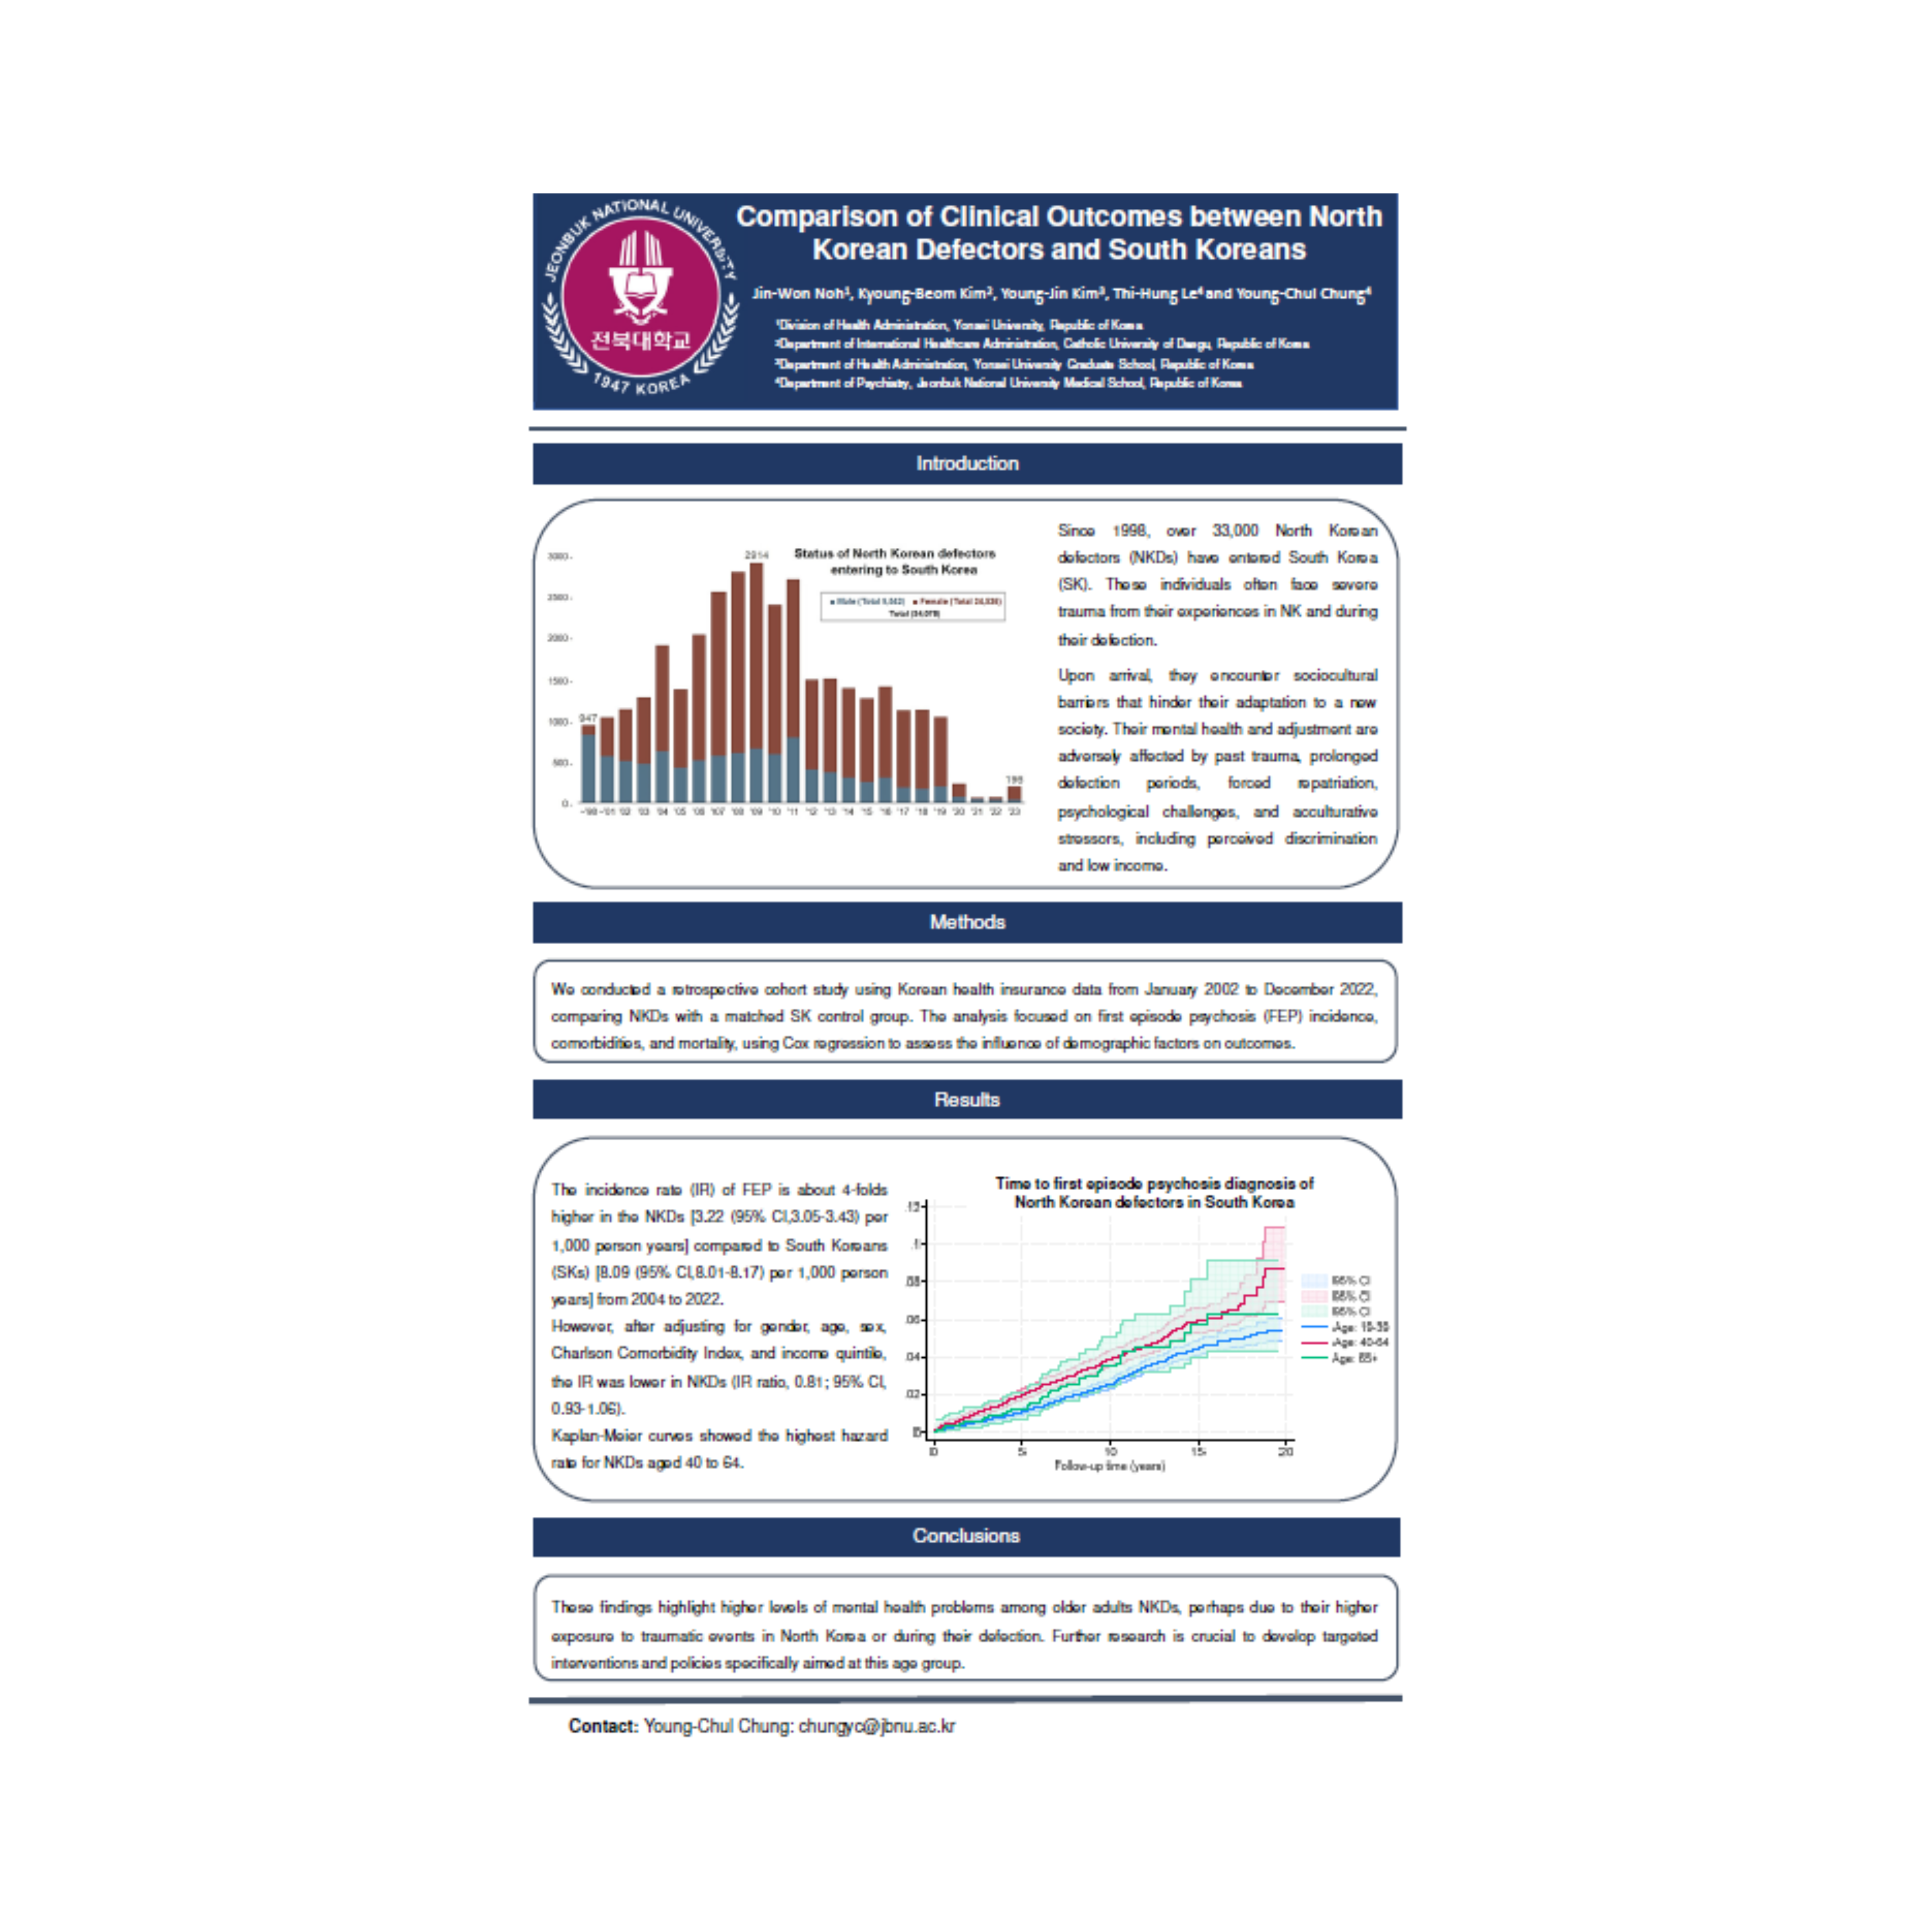 JEONBUK NATIONAL UNIVERSITY
전북대학교
1947 KOREA
Comparison of Clinical Outcomes between North
Korean Defectors and South Koreans
Jin-Won Noh¹, Kyoung-Beom Kim², Young-Jin Kim³, Thi-Hung Le⁴ and Young-Chul Chung⁴
¹Division of Health Administration, Yonsei University, Republic of Korea
²Department of International Healthcare Administration, Catholic University of Daegu, Republic of Korea
³Department of Health Administration, Yonsei University Graduate School, Republic of Korea
⁴Department of Psychiatry, Jeonbuk National University Medical School, Republic of Korea
Introduction
Status of North Korean defectors
entering to South Korea
Male (Total Female (Total
Total
3000
2500
2000
1500
1000
500
0
947
2914
196
~'98 ~'01 '02 '03 '04 '05 '06 '07 '08 '09 '10 '11 '12 '13 '14 '15 '16 '17 '18 '19 '20 '21 '22 '23
Since 1998, over 33,000 North Korean
defectors (NKDs) have entered South Korea
(SK). These individuals often face severe
trauma from their experiences in NK and during
their defection.
Upon arrival, they encounter sociocultural
barriers that hinder their adaptation to a new
society. Their mental health and adjustment are
adversely affected by past trauma, prolonged
defection periods, forced repatriation,
psychological challenges, and acculturative
stressors, including perceived discrimination
and low income.
Methods
We conducted a retrospective cohort study using Korean health insurance data from January 2002 to December 2022,
comparing NKDs with a matched SK control group. The analysis focused on first episode psychosis (FEP) incidence,
comorbidities, and mortality, using Cox regression to assess the influence of demographic factors on outcomes.
Results
The incidence rate (IR) of FEP is about 4-folds
higher in the NKDs [3.22 (95% CI,3.05-3.43) per
1,000 person years] compared to South Koreans
(SKs) [8.09 (95% CI,8.01-8.17) per 1,000 person
years] from 2004 to 2022.
However, after adjusting for gender, age, sex,
Charlson Comorbidity Index, and income quintile,
the IR was lower in NKDs (IR ratio, 0.81; 95% CI,
0.93-1.06).
Kaplan-Meier curves showed the highest hazard
rate for NKDs aged 40 to 64.
Time to first episode psychosis diagnosis of
North Korean defectors in South Korea
.12
.1
.08
.06
.04
.02
0
0 5 10 15 20
Follow-up time (years)
95% CI
95% CI
95% CI
Age: 19-39
Age: 40-64
Age: 65+
Conclusions
These findings highlight higher levels of mental health problems among older adults NKDs, perhaps due to their higher
exposure to traumatic events in North Korea or during their defection. Further research is crucial to develop targeted
interventions and policies specifically aimed at this age group.
Contact: Young-Chul Chung: chungyc@jbnu.ac.kr